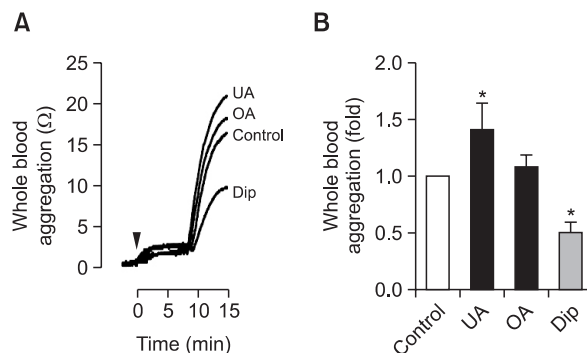 A
Whole blood
aggregation (Ω)
25
20
15
10
5
0
UA
OA
Control
Dip
0 5 10 15
Time (min)
B
Whole blood
aggregation (fold)
2.0
1.5
1.0
0.5
0.0
*
*
Control UA OA Dip